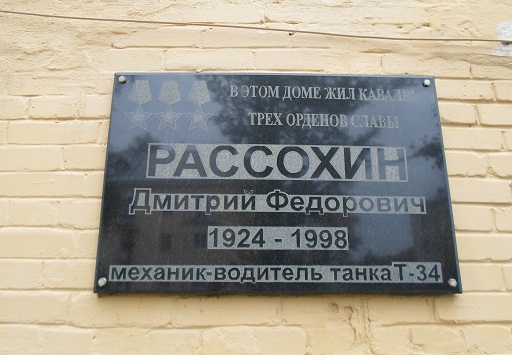 В ЭТОМ ДОМЕ ЖИЛ КАВАЛЕР
ТРЕХ ОРДЕНОВ СЛАВЫ
РАССОХИН
Дмитрий Федорович
1924 - 1998
механик-водитель танка Т-34